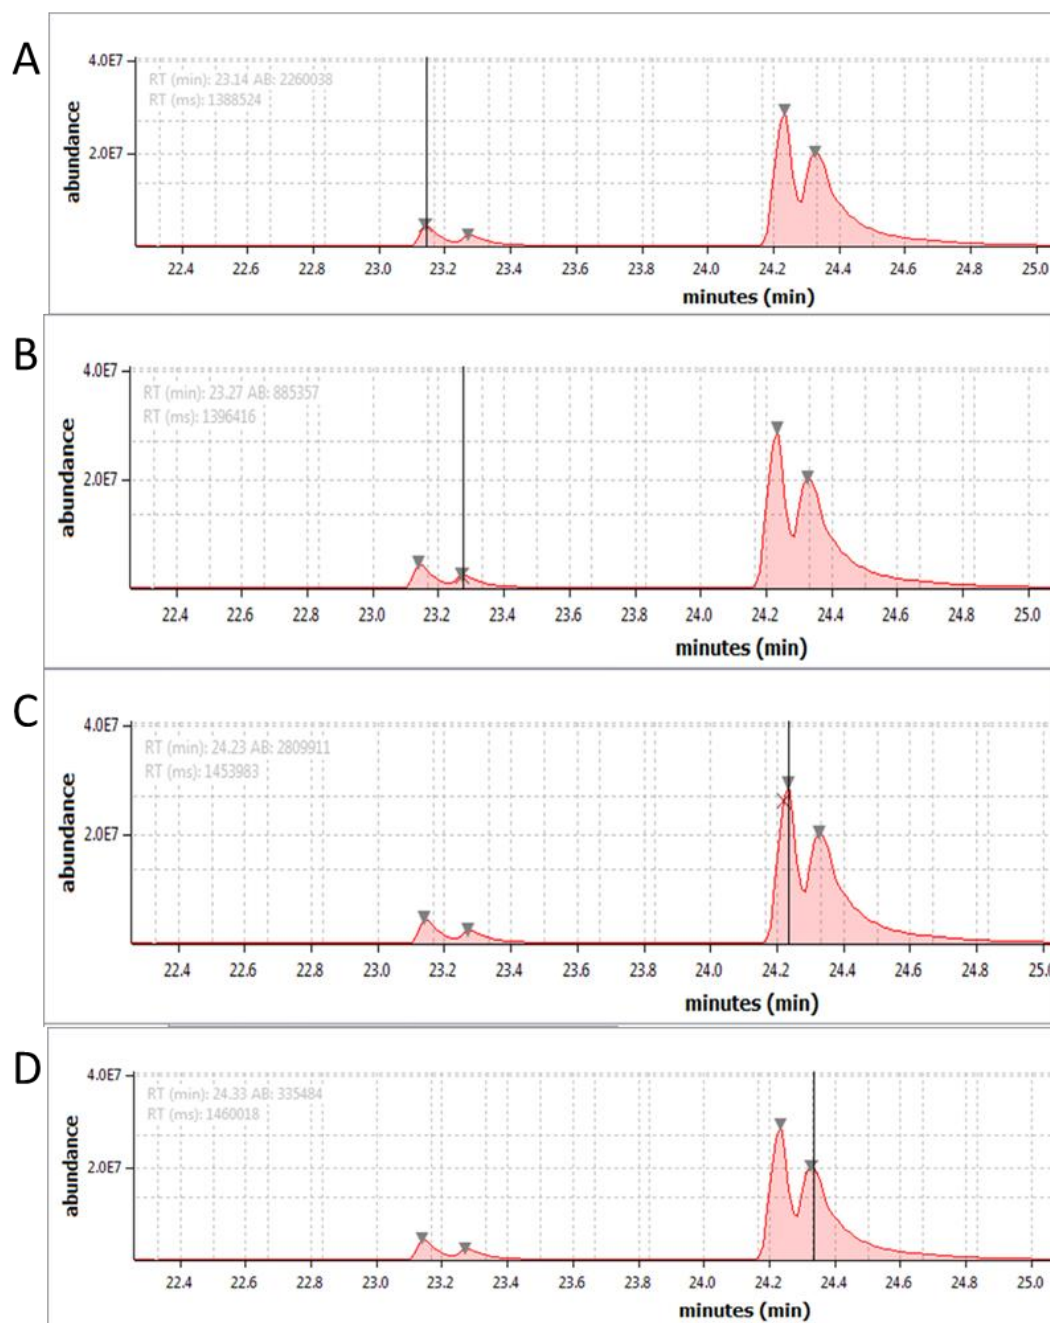 A
4.0E7
RT (min): 23.14 AB: 2260038
RT (ms): 1388524
abundance
2.0E7
22.4 22.6 22.8 23.0 23.2 23.4 23.6 23.8 24.0 24.2 24.4 24.6 24.8 25.0
minutes (min)
B
4.0E7
RT (min): 23.27 AB: 885357
RT (ms): 1396416
abundance
2.0E7
22.4 22.6 22.8 23.0 23.2 23.4 23.6 23.8 24.0 24.2 24.4 24.6 24.8 25.0
minutes (min)
C
4.0E7
RT (min): 24.23 AB: 2809911
RT (ms): 1453983
abundance
2.0E7
22.4 22.6 22.8 23.0 23.2 23.4 23.6 23.8 24.0 24.2 24.4 24.6 24.8 25.0
minutes (min)
D
4.0E7
RT (min): 24.33 AB: 335484
RT (ms): 1460018
abundance
2.0E7
22.4 22.6 22.8 23.0 23.2 23.4 23.6 23.8 24.0 24.2 24.4 24.6 24.8 25.0
minutes (min)